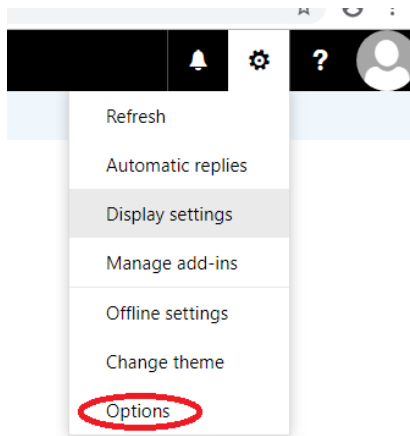 ?
Refresh
Automatic replies
Display settings
Manage add-ins
Offline settings
Change theme
Options